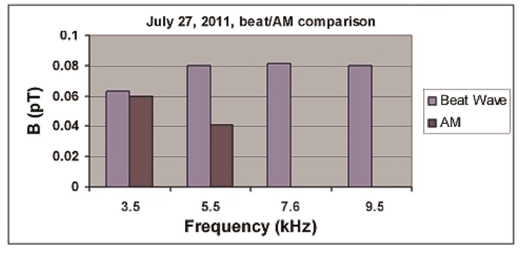 July 27, 2011, beat/AM comparison
0.1
0.08
0.06
0.04
0.02
0
B (pT)
3.5 5.5 7.6 9.5
Frequency (kHz)
Beat Wave
AM